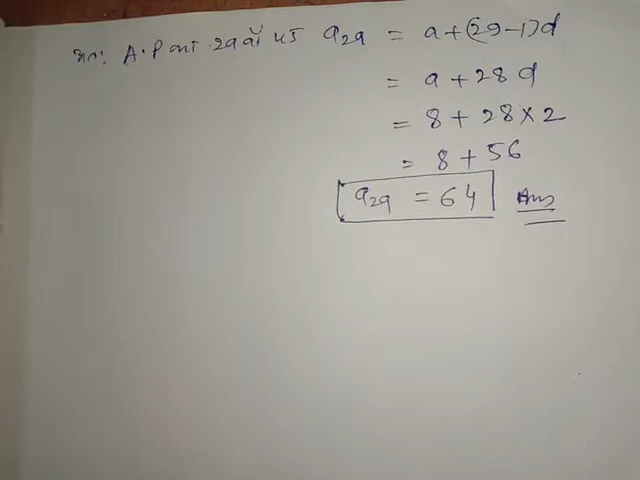 अतः A.P का 29वाँ पद a₂₉ = a+(29-1)d
= a + 28 d
= 8 + 28 × 2
= 8 + 56
a₂₉ = 64 Ans